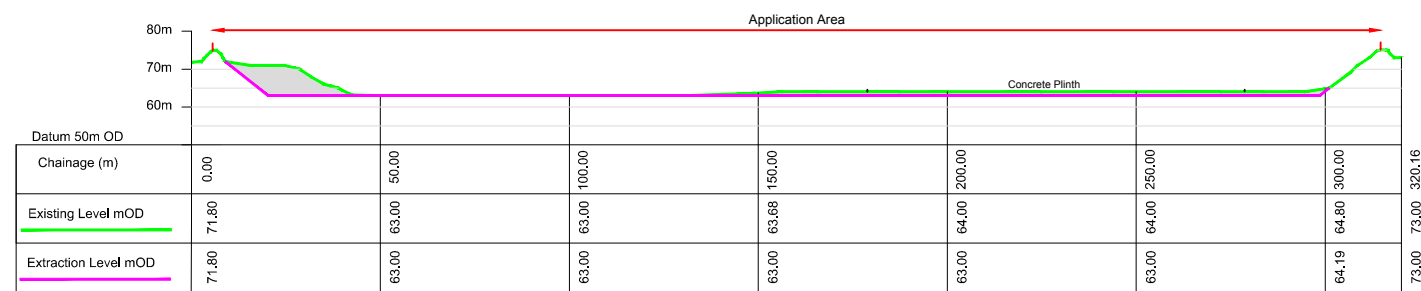 Application Area
80m
70m
60m
Concrete Plinth
Datum 50m OD
Chainage (m) 0.00 50.00 100.00 150.00 200.00 250.00 300.00 320.16
Existing Level mOD 71.80 63.00 63.00 63.68 64.00 64.00 64.80 73.00
Extraction Level mOD 71.80 63.00 63.00 63.00 63.00 63.00 64.19 73.00